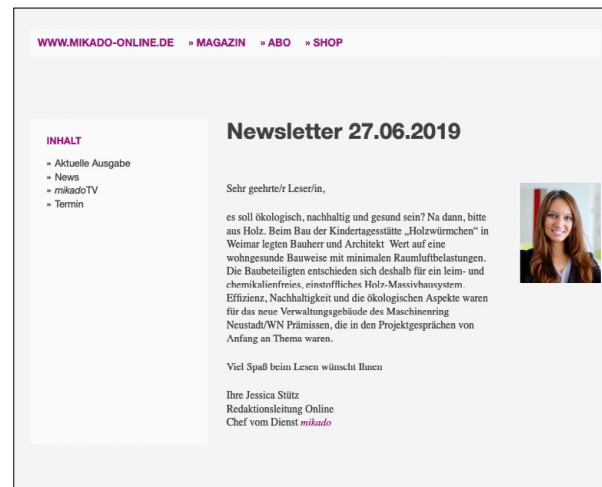 WWW.MIKADO-ONLINE.DE » MAGAZIN » ABO » SHOP
INHALT
» Aktuelle Ausgabe
» News
» mikadoTV
» Termin
Newsletter 27.06.2019
Sehr geehrte/r Leser/in,
es soll ökologisch, nachhaltig und gesund sein? Na dann, bitte
aus Holz. Beim Bau der Kindertagesstätte „Holzwürmchen“ in
Weimar legten Bauherr und Architekt Wert auf eine
wohngesunde Bauweise mit minimalen Raumluftbelastungen.
Die Baubeteiligten entschieden sich deshalb für ein leim- und
chemikalienfreies, einstoffliches Holz-Massivbausystem.
Effizienz, Nachhaltigkeit und die ökologischen Aspekte waren
für das neue Verwaltungsgebäude des Maschinenring
Neustadt/WN Prämissen, die in den Projektgesprächen von
Anfang an Thema waren.
Viel Spaß beim Lesen wünscht Ihnen
Ihre Jessica Stütz
Redaktionsleitung Online
Chef vom Dienst mikado